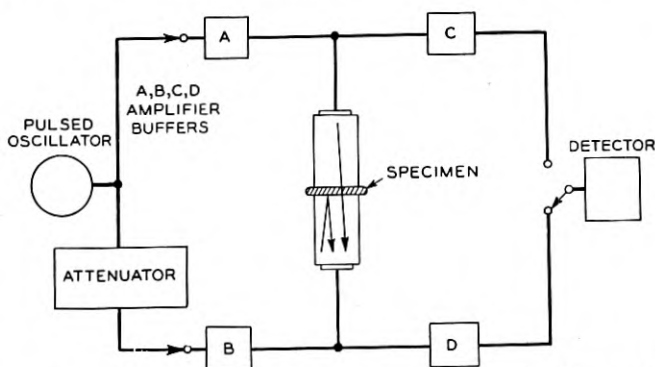 A
C
A,B,C,D
AMPLIFIER
BUFFERS
PULSED
OSCILLATOR
DETECTOR
SPECIMEN
ATTENUATOR
B
D